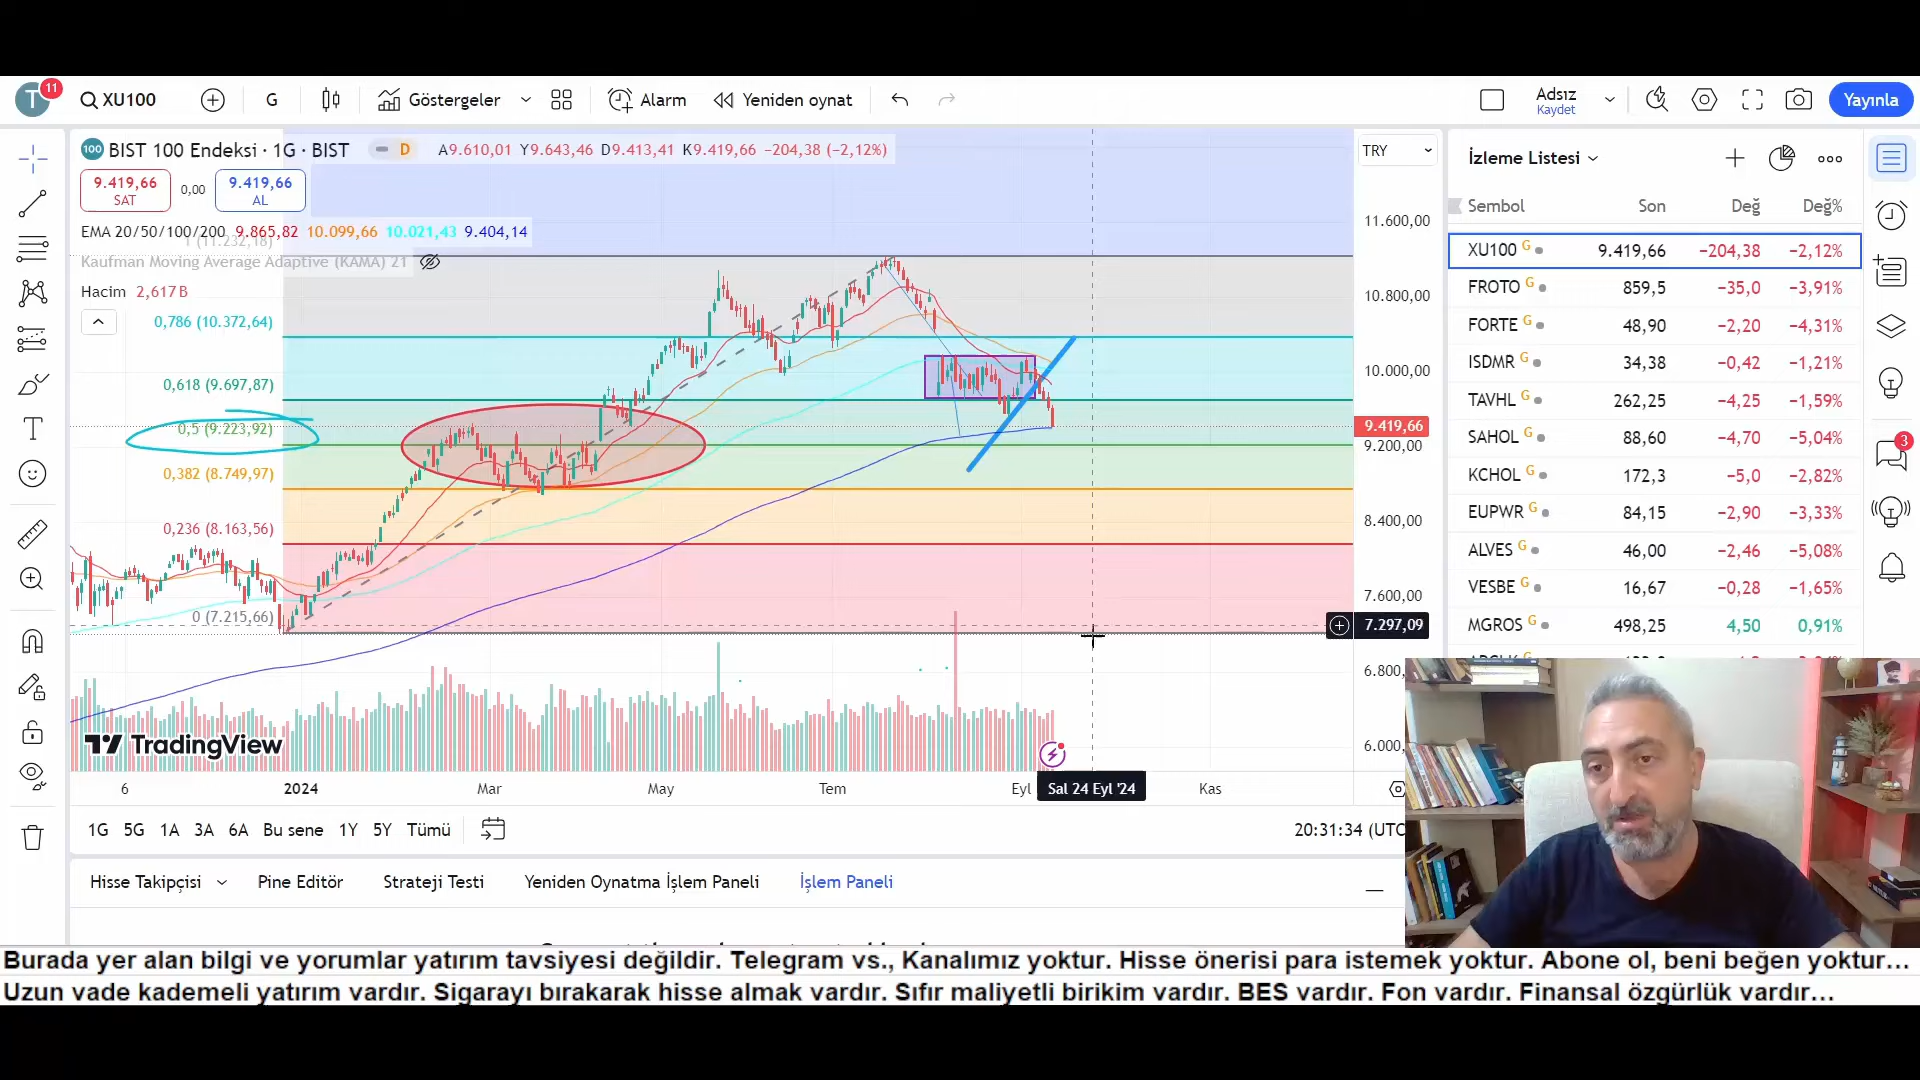 T 11 XU100 G Göstergeler Alarm Yeniden oynat Adsız Kaydet Yayınla
100 BIST 100 Endeksi · 1G · BIST D A9.610,01 Y9.643,46 D9.413,41 K9.419,66 −204,38 (−2,12%)
9.419,66 SAT 0,00 9.419,66 AL
EMA 20/50/100/200 9.865,82 10.099,66 10.021,43 9.404,14
1 (11.232,18)
Kaufman Moving Average Adaptive (KAMA) 21
Hacim 2,617 B
0,786 (10.372,64)
0,618 (9.697,87)
0,5 (9.223,92)
0,382 (8.749,97)
0,236 (8.163,56)
0 (7.215,66)
TradingView
TRY
11.600,00
10.800,00
10.000,00
9.419,66
9.200,00
8.400,00
7.600,00
7.297,09
6.800,
6.000,
6 2024 Mar May Tem Eyl Sal 24 Eyl '24 Kas
1G 5G 1A 3A 6A Bu sene 1Y 5Y Tümü 20:31:34 (UTC
Hisse Takipçisi Pine Editör Strateji Testi Yeniden Oynatma İşlem Paneli İşlem Paneli
İzleme Listesi
Sembol Son Değ Değ%
XU100 G 9.419,66 −204,38 −2,12%
FROTO G 859,5 −35,0 −3,91%
FORTE G 48,90 −2,20 −4,31%
ISDMR G 34,38 −0,42 −1,21%
TAVHL G 262,25 −4,25 −1,59%
SAHOL G 88,60 −4,70 −5,04%
KCHOL G 172,3 −5,0 −2,82%
EUPWR G 84,15 −2,90 −3,33%
ALVES G 46,00 −2,46 −5,08%
VESBE G 16,67 −0,28 −1,65%
MGROS G 498,25 4,50 0,91%
3
Burada yer alan bilgi ve yorumlar yatırım tavsiyesi değildir. Telegram vs., Kanalımız yoktur. Hisse önerisi para istemek yoktur. Abone ol, beni beğen yoktur...
Uzun vade kademeli yatırım vardır. Sigarayı bırakarak hisse almak vardır. Sıfır maliyetli birikim vardır. BES vardır. Fon vardır. Finansal özgürlük vardır...